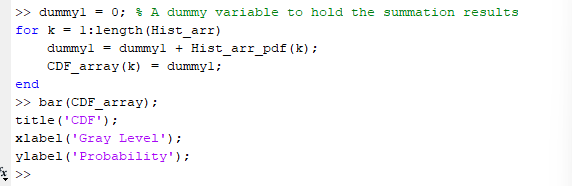 >> dummy1 = 0; % A dummy variable to hold the summation results
for k = 1:length(Hist_arr)
    dummy1 = dummy1 + Hist_arr_pdf(k);
    CDF_array(k) = dummy1;
end
>> bar(CDF_array);
title('CDF');
xlabel('Gray Level');
ylabel('Probability');
>>